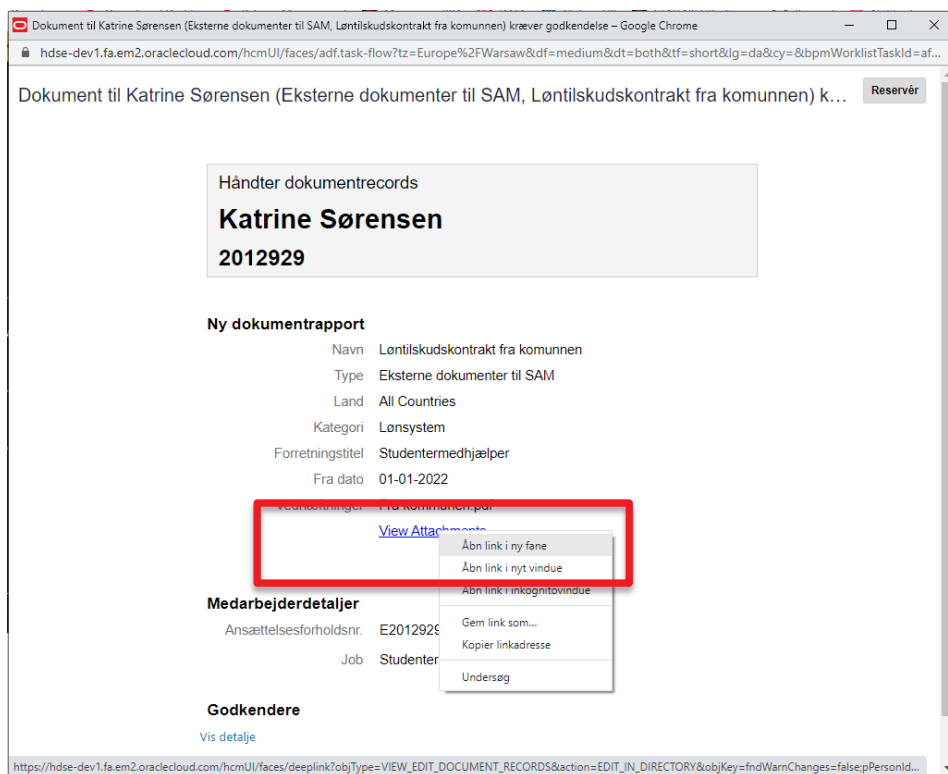 Dokument til Katrine Sørensen (Eksterne dokumenter til SAM, Løntilskudskontrakt fra komunnen) kræver godkendelse – Google Chrome
hdse-dev1.fa.em2.oraclecloud.com/hcmUI/faces/adf.task-flow?tz=Europe%2FWarsaw&df=medium&dt=both&tf=short&lg=da&cy=&bpmWorklistTaskId=af...
Dokument til Katrine Sørensen (Eksterne dokumenter til SAM, Løntilskudskontrakt fra komunnen) k... Reservér
Håndter dokumentrecords
Katrine Sørensen
2012929
Ny dokumentrapport
Navn Løntilskudskontrakt fra komunnen
Type Eksterne dokumenter til SAM
Land All Countries
Kategori Lønsystem
Forretningstitel Studentermedhjælper
Fra dato 01-01-2022
Vedhæftninger Fra kommunen.pdf
View Attachments
Åbn link i ny fane
Åbn link i nyt vindue
Åbn link i inkognitovindue
Gem link som...
Kopier linkadresse
Undersøg
Medarbejderdetaljer
Ansættelsesforholdsnr. E2012929
Job Studenter
Godkendere
Vis detalje
https://hdse-dev1.fa.em2.oraclecloud.com/hcmUI/faces/deeplink?objType=VIEW_EDIT_DOCUMENT_RECORDS&action=EDIT_IN_DIRECTORY&objKey=fndWarnChanges=false;pPersonId...